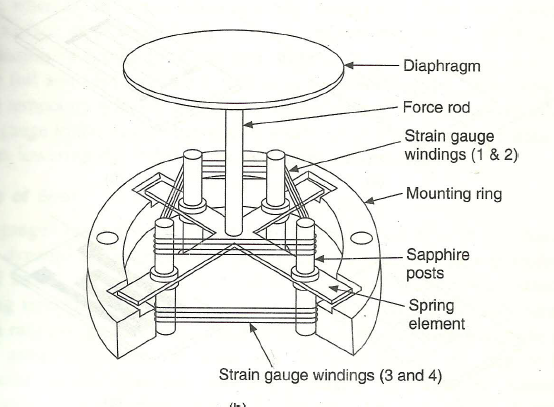 Diaphragm
Force rod
Strain gauge
windings (1 & 2)
Mounting ring
Sapphire
posts
Spring
element
Strain gauge windings (3 and 4)